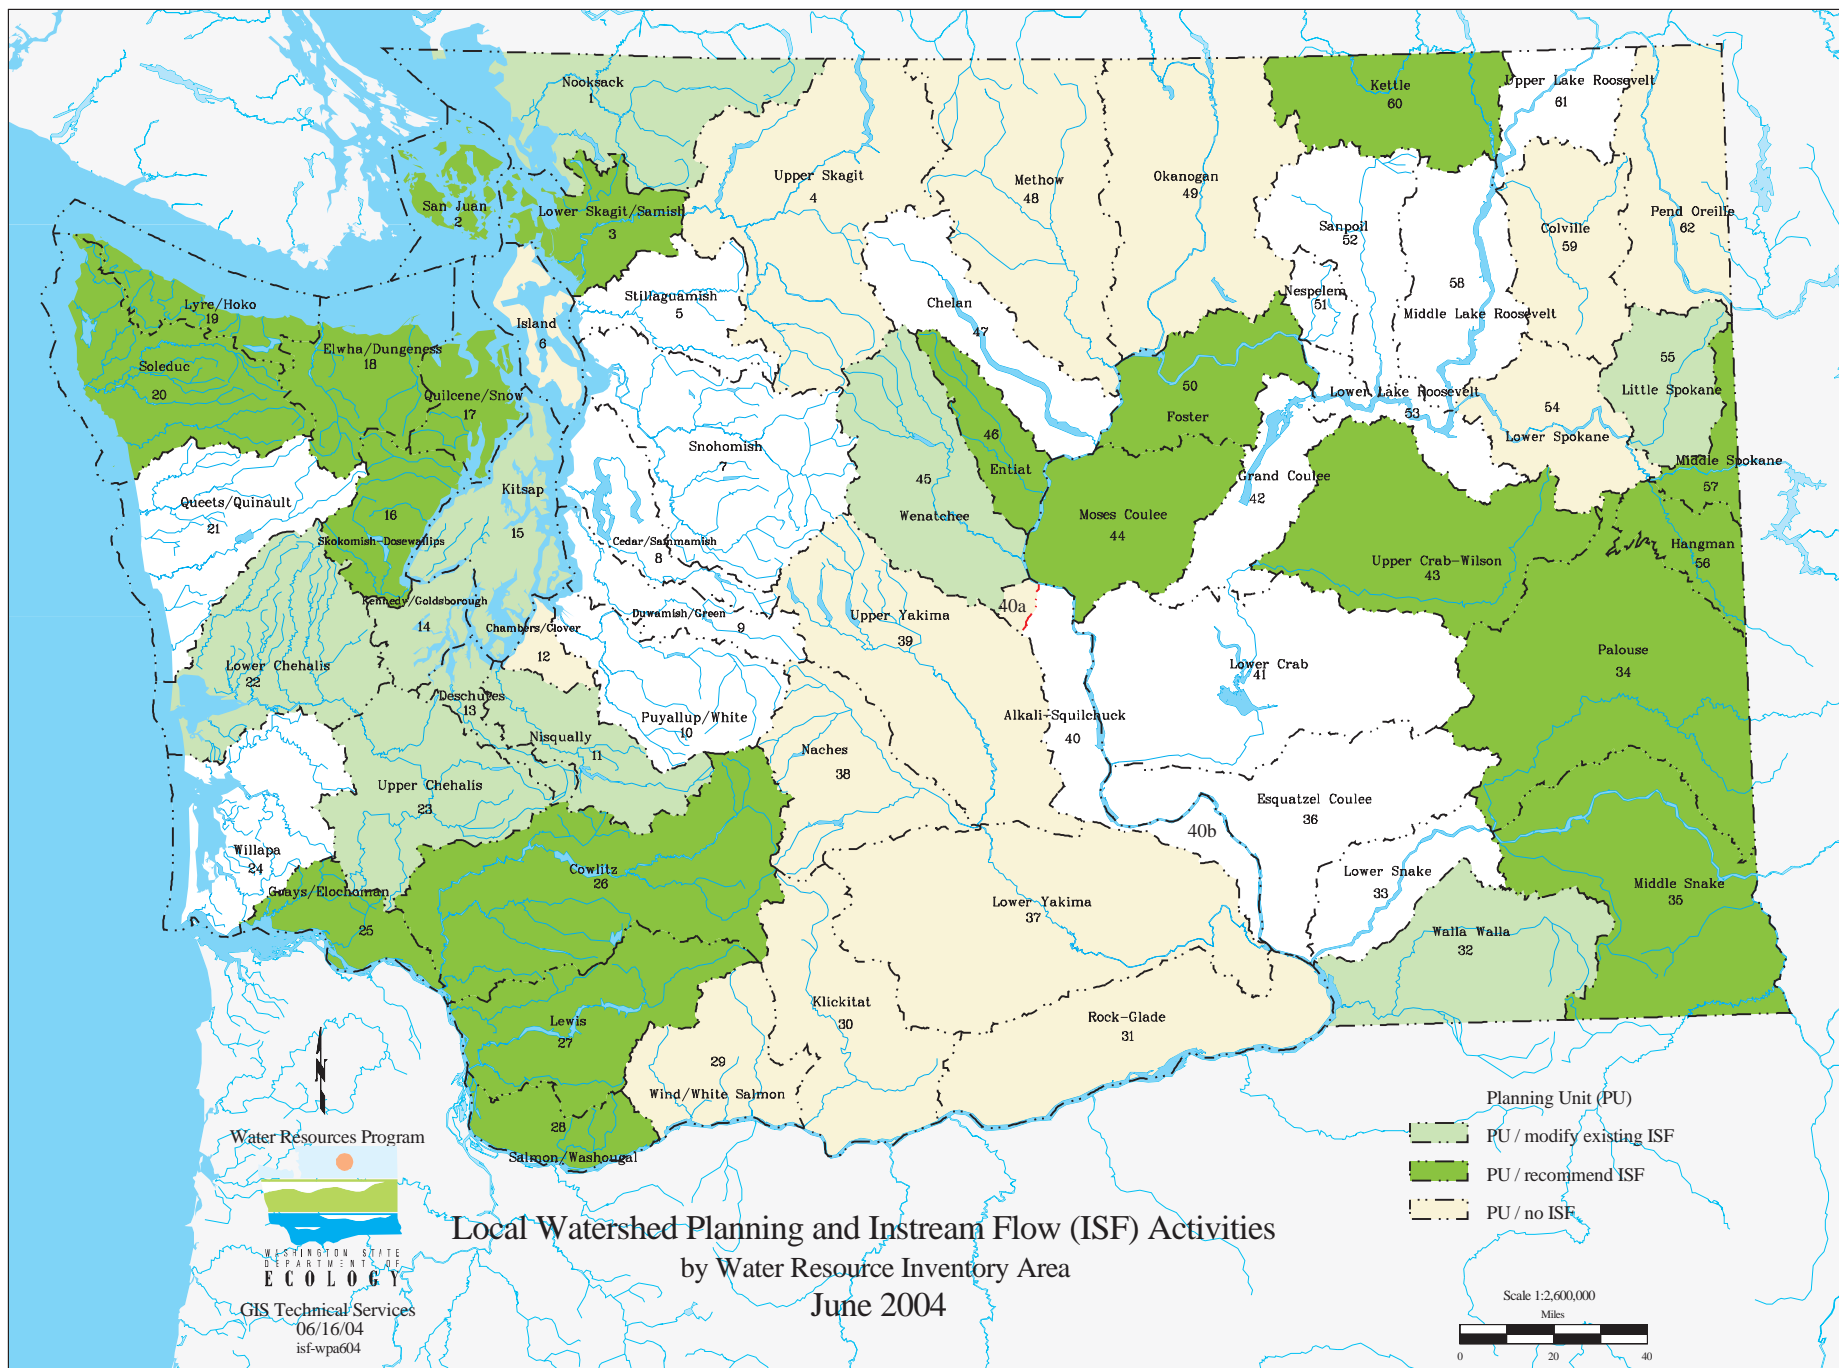 Nooksack
1
Kettle
60
Upper Lake Roosevelt
61
San Juan
2
Lower Skagit/Samish
3
Upper Skagit
4
Methow
48
Okanogan
49
Sanpoil
52
Colville
59
Pend Oreille
62
Lyre/Hoko
19
Stillaguamish
5
Chelan
47
Nespelem
51
58
Middle Lake Roosevelt
Island
6
Elwha/Dungeness
18
Soleduc
20
Quilcene/Snow
17
50
Foster
Lower Lake Roosevelt
53
55
Little Spokane
54
Lower Spokane
46
Entiat
Snohomish
7
Middle Spokane
57
45
Wenatchee
Grand Coulee
42
Kitsap
15
Queets/Quinault
21
16
Skokomish-Dosewallips
Moses Coulee
44
Cedar/Sammamish
8
Upper Crab-Wilson
43
Hangman
56
Kennedy/Goldsborough
14
Chambers/Clover
12
Duwamish/Green
9
Upper Yakima
39
40a
Lower Chehalis
22
Lower Crab
41
Palouse
34
Deschutes
13
Nisqually
11
Puyallup/White
10
Alkali-Squilchuck
40
Naches
38
Upper Chehalis
23
Esquatzel Coulee
36
40b
Willapa
24
Grays/Elochoman
25
Cowlitz
26
Lower Snake
33
Middle Snake
35
Lower Yakima
37
Walla Walla
32
Klickitat
30
Rock-Glade
31
Lewis
27
29
Wind/White Salmon
28
Salmon/Washougal
N
Planning Unit (PU)
PU / modify existing ISF
PU / recommend ISF
PU / no ISF
Water Resources Program
WASHINGTON STATE
DEPARTMENT OF
ECOLOGY
GIS Technical Services
06/16/04
isf-wpa604
Local Watershed Planning and Instream Flow (ISF) Activities
by Water Resource Inventory Area
June 2004
Scale 1:2,600,000
Miles
0 20 40